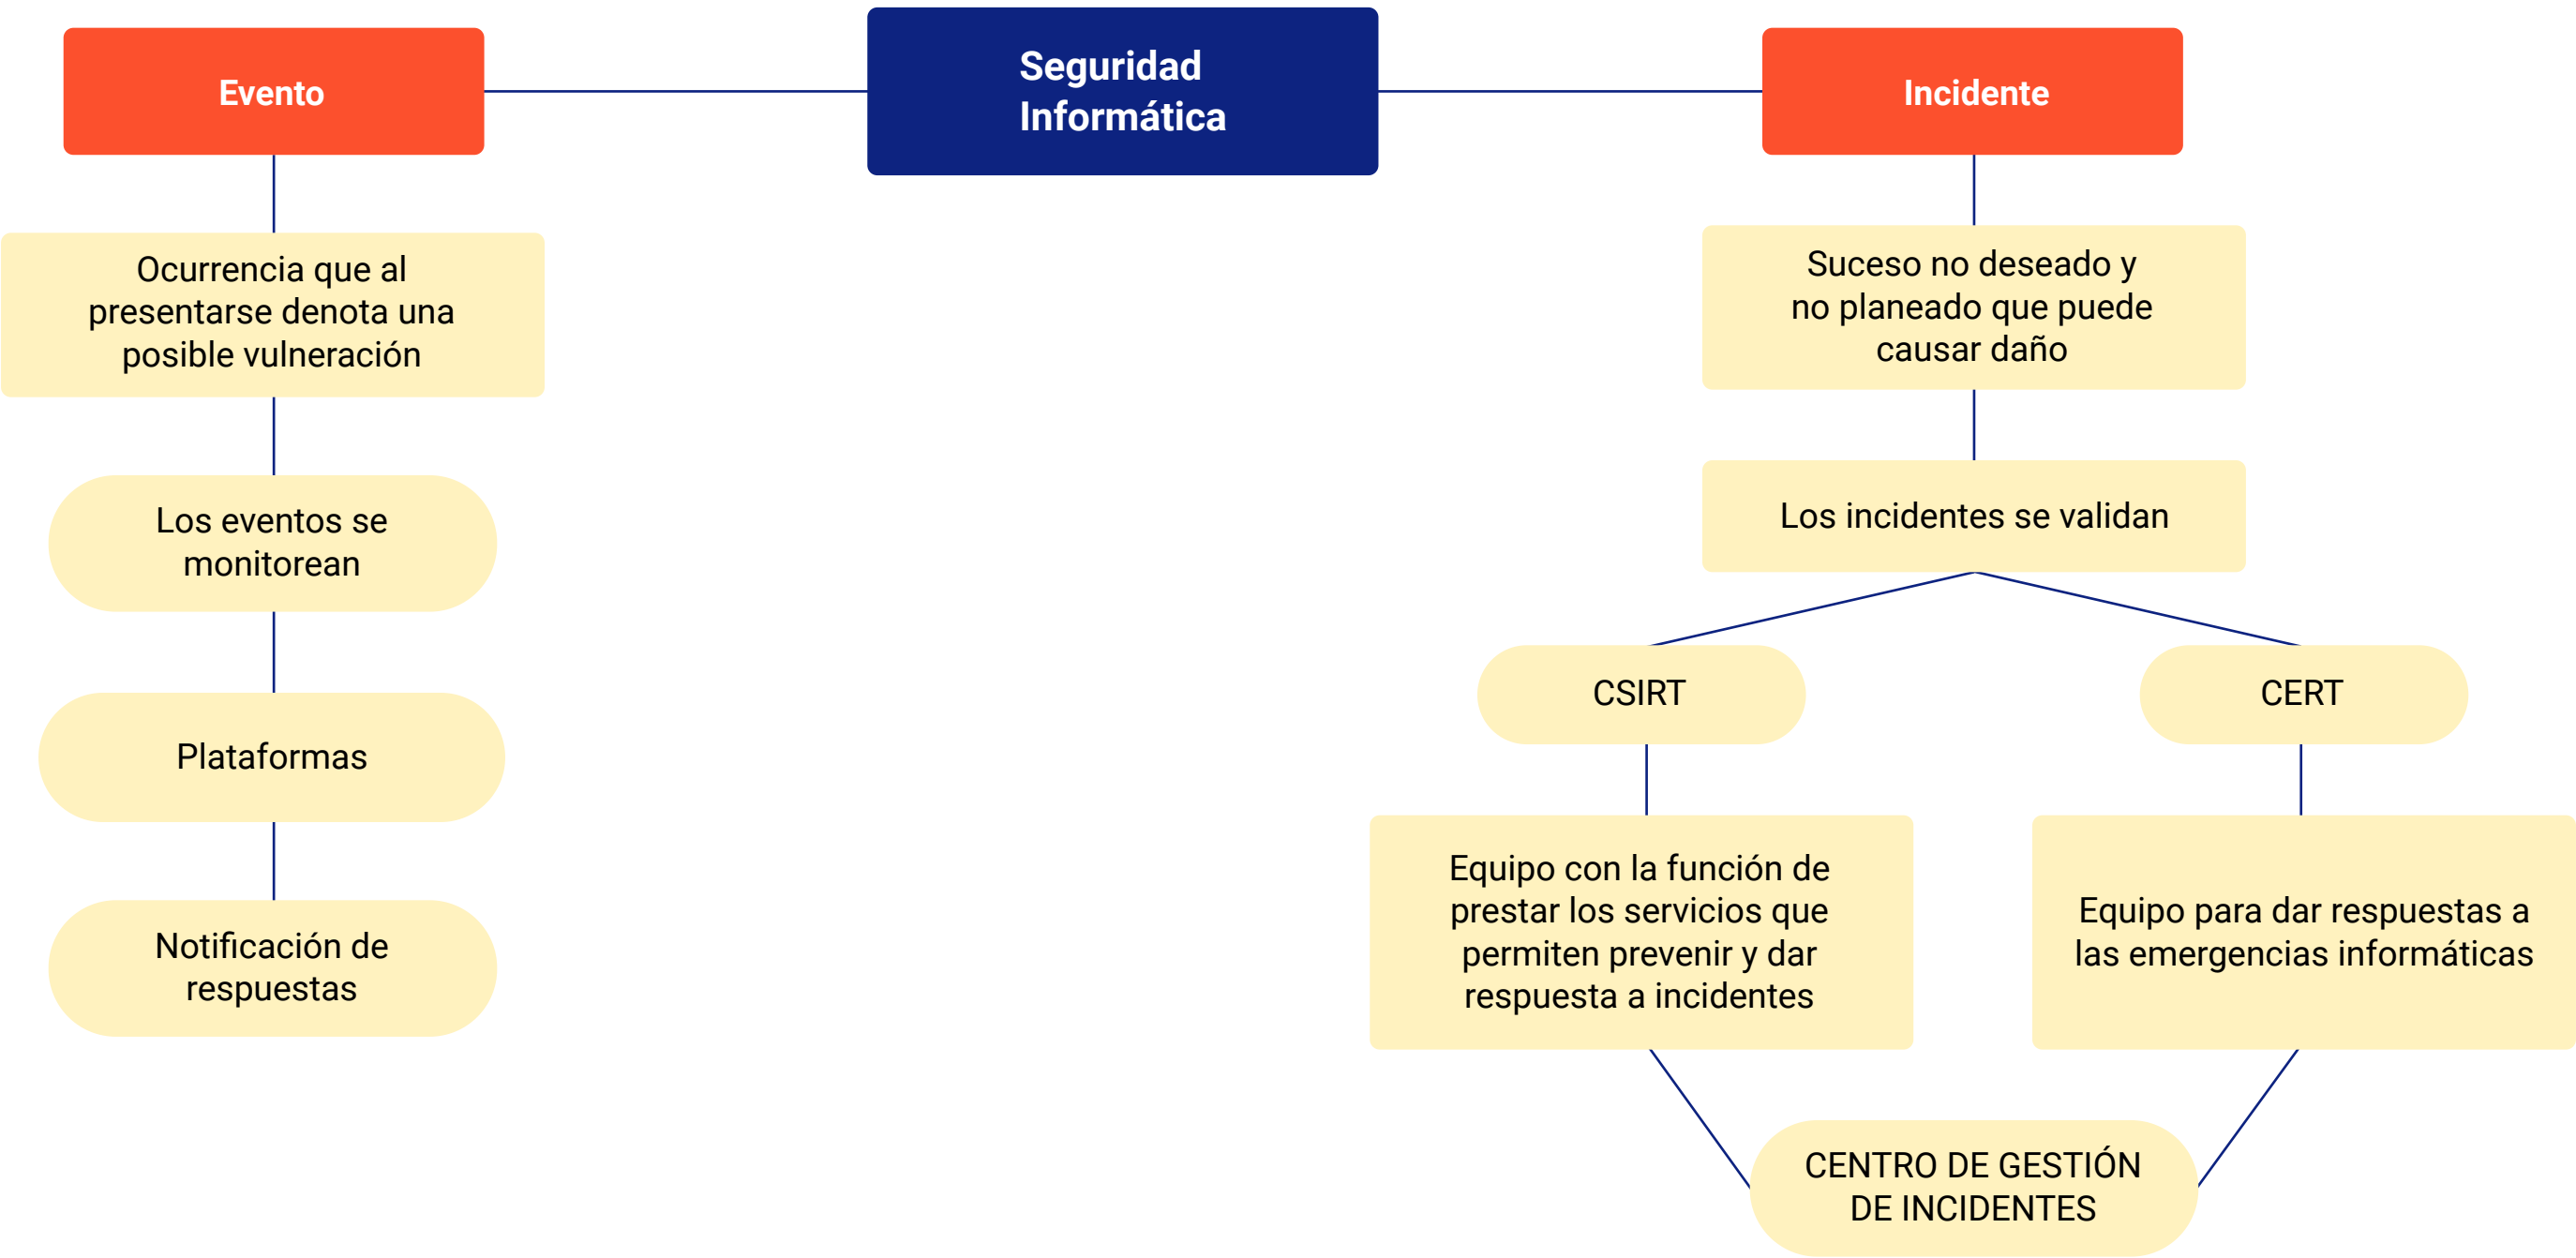 Seguridad
Informática
Evento
Incidente
Ocurrencia que al
presentarse denota una
posible vulneración
Los eventos se
monitorean
Plataformas
Notificación de
respuestas
Suceso no deseado y
no planeado que puede
causar daño
Los incidentes se validan
CSIRT
Equipo con la función de
prestar los servicios que
permiten prevenir y dar
respuesta a incidentes
CERT
Equipo para dar respuestas a
las emergencias informáticas
CENTRO DE GESTIÓN
DE INCIDENTES